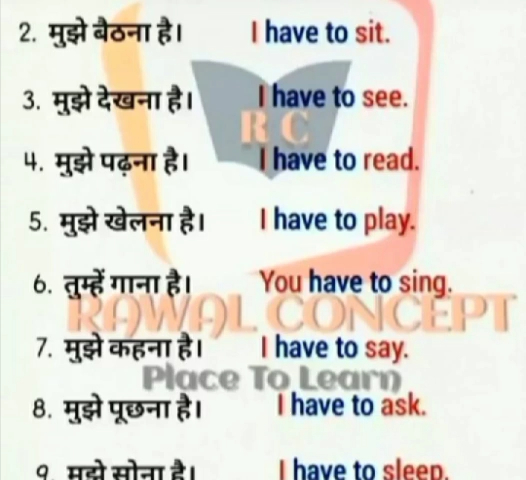 2. मुझे बैठना है। I have to sit.
3. मुझे देखना है। I have to see.
R C
4. मुझे पढ़ना है। I have to read.
5. मुझे खेलना है। I have to play.
6. तुम्हें गाना है। You have to sing.
RAWAL CONCEPT
7. मुझे कहना है। I have to say.
Place To Learn
8. मुझे पूछना है। I have to ask.
9. मुझे सोना है। I have to sleep.